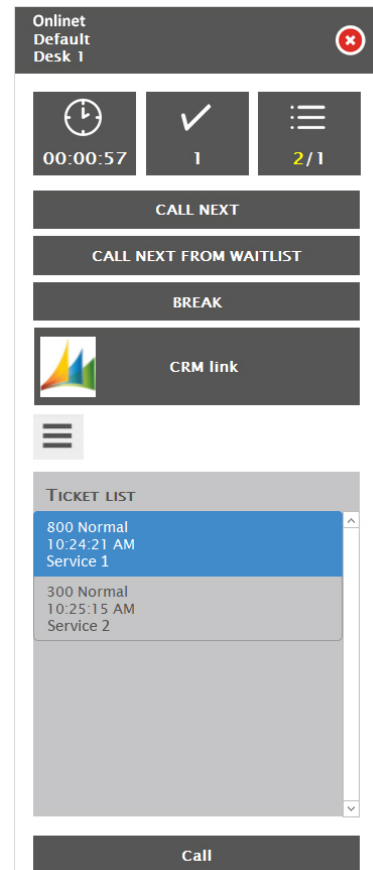 Onlinet
Default
Desk 1
00:00:57
1
2/1
CALL NEXT
CALL NEXT FROM WAITLIST
BREAK
CRM link
TICKET LIST
800 Normal
10:24:21 AM
Service 1
300 Normal
10:25:15 AM
Service 2
Call